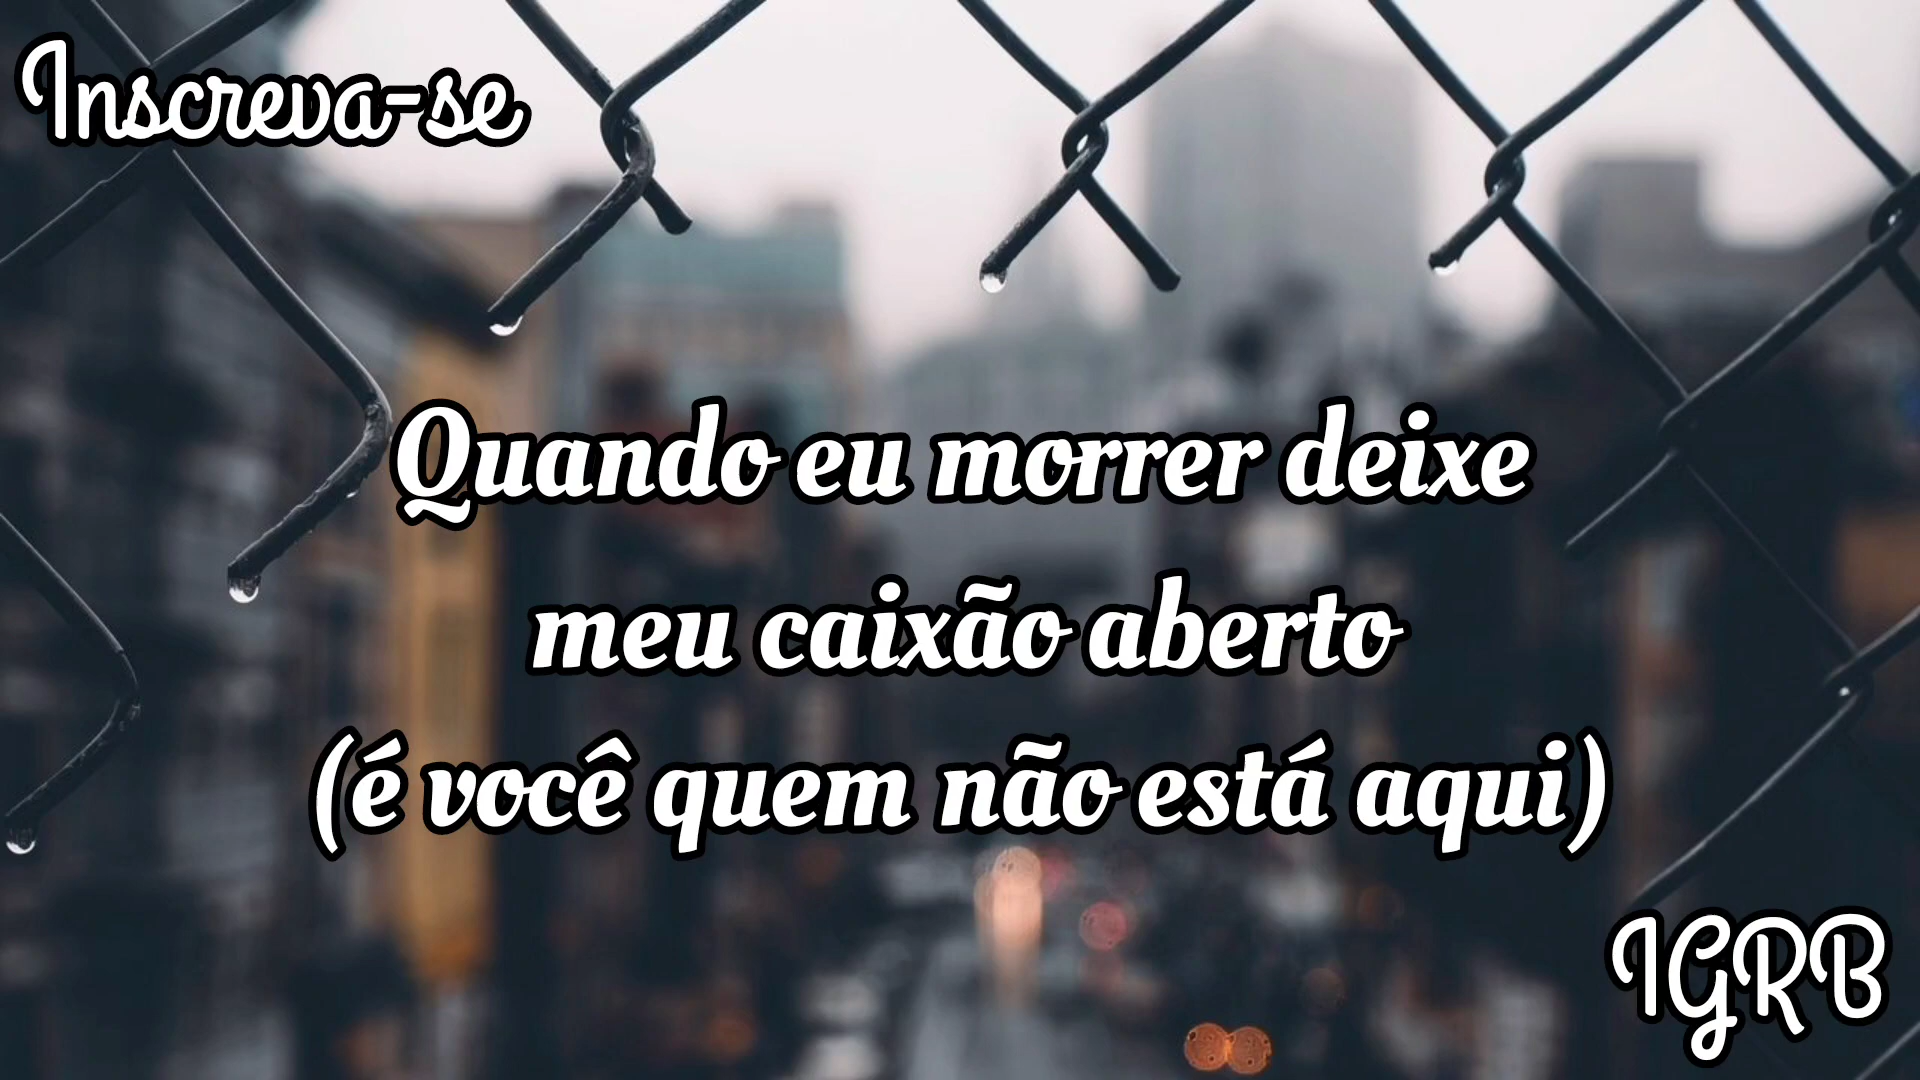 Inscreva-se
Quando eu morrer deixe
meu caixão aberto
(é você quem não está aqui)
IGRB